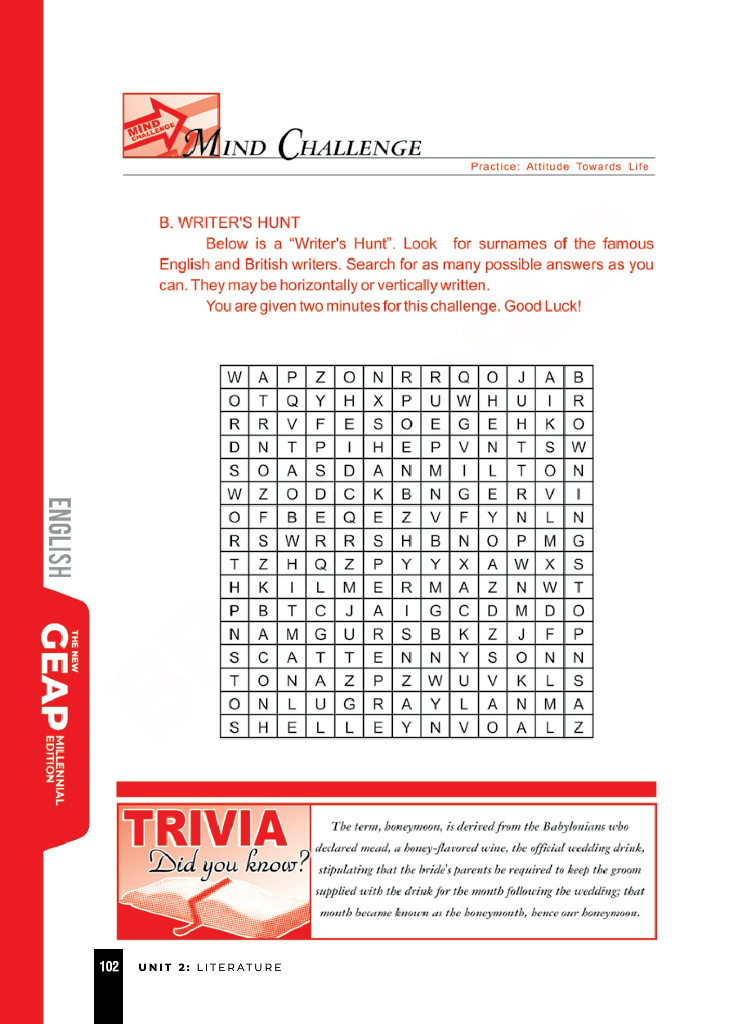 MIND
CHALLENGE
MIND CHALLENGE
Practice: Attitude Towards Life
B. WRITER'S HUNT
Below is a "Writer's Hunt". Look for surnames of the famous
English and British writers. Search for as many possible answers as you
can. They may be horizontally or vertically written.
You are given two minutes for this challenge. Good Luck!
W A P Z O N R R Q O J A B
O T Q Y H X P U W H U I R
R R V F E S O E G E H K O
D N T P I H E P V N T S W
S O A S D A N M I L T O N
W Z O D C K B N G E R V I
O F B E Q E Z V F Y N L N
R S W R R S H B N O P M G
T Z H Q Z P Y Y X A W X S
H K I L M E R M A Z N W T
P B T C J A I G C D M D O
N A M G U R S B K Z J F P
S C A T T E N N Y S O N N
T O N A Z P Z W U V K L S
O N L U G R A Y L A N M A
S H E L L E Y N V O A L Z
ENGLISH
THE NEW
GEAP
MILLENNIAL
EDITION
TRIVIA
Did you know?
The term, honeymoon, is derived from the Babylonians who
declared mead, a honey-flavored wine, the official wedding drink,
stipulating that the bride's parents be required to keep the groom
supplied with the drink for the month following the wedding; that
month became known as the honeymonth, hence our honeymoon.
102 UNIT 2: LITERATURE